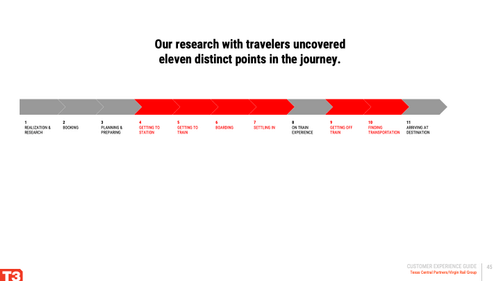 Our research with travelers uncovered
eleven distinct points in the journey.
1
REALIZATION &
RESEARCH
2
BOOKING
3
PLANNING &
PREPARING
4
GETTING TO
STATION
5
GETTING TO
TRAIN
6
BOARDING
7
SETTLING IN
8
ON TRAIN
EXPERIENCE
9
GETTING OFF
TRAIN
10
FINDING
TRANSPORTATION
11
ARRIVING AT
DESTINATION
CUSTOMER EXPERIENCE GUIDE
Texas Central Partners/Virgin Rail Group
45
T3